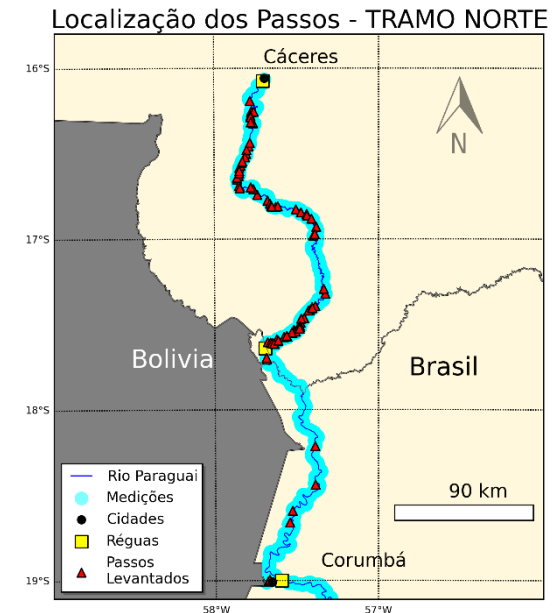 Localização dos Passos - TRAMO NORTE
16°S
Cáceres
N
17°S
Bolivia
Brasil
18°S
Rio Paraguai
Medições
Cidades
Réguas
Passos
Levantados
90 km
Corumbá
19°S
58°W
57°W